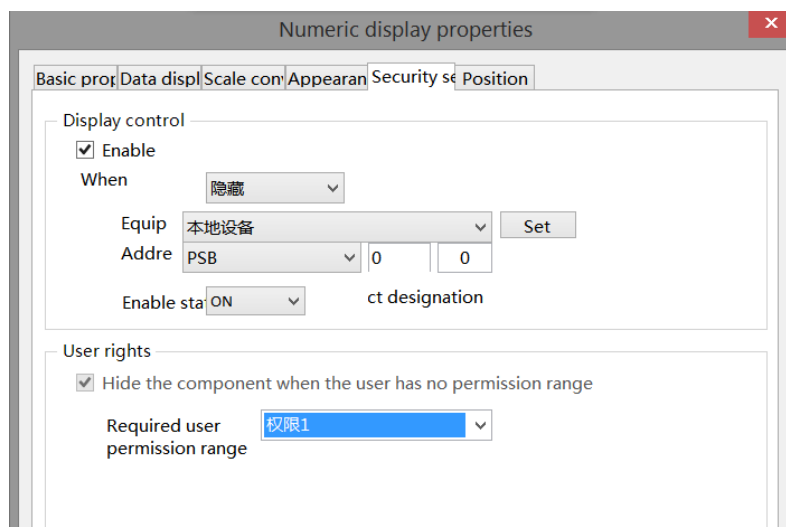 Numeric display properties
x
Basic prop Data displ Scale conv Appearan Security se Position
Display control
Enable
When 隐藏
Equip 本地设备 Set
Addre PSB 0 0
Enable sta ON ct designation
User rights
Hide the component when the user has no permission range
Required user 权限1
permission range